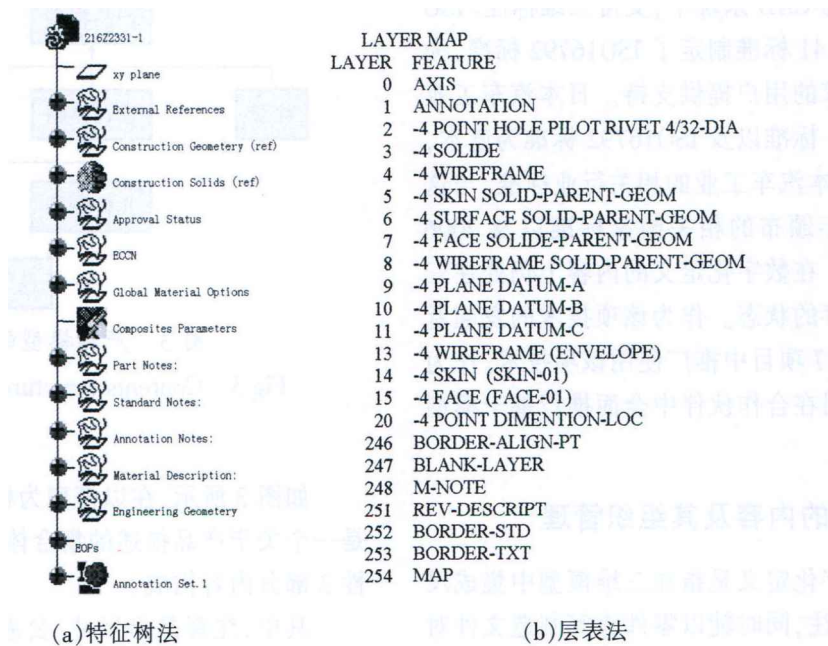 216Z2331-1
xy plane
External References
Construction Geometery (ref)
Construction Solids (ref)
Approval Status
ECCN
Global Material Options
Composites Parameters
Part Notes:
Standard Notes:
Annotation Notes:
Material Description:
Engineering Geometry
EOPs
Annotation Set.1
(a)特征树法
LAYER MAP
LAYER FEATURE
0 AXIS
1 ANNOTATION
2 -4 POINT HOLE PILOT RIVET 4/32-DIA
3 -4 SOLIDE
4 -4 WIREFRAME
5 -4 SKIN SOLID-PARENT-GEOM
6 -4 SURFACE SOLID-PARENT-GEOM
7 -4 FACE SOLIDE-PARENT-GEOM
8 -4 WIREFRAME SOLID-PARENT-GEOM
9 -4 PLANE DATUM-A
10 -4 PLANE DATUM-B
11 -4 PLANE DATUM-C
13 -4 WIREFRAME (ENVELOPE)
14 -4 SKIN (SKIN-01)
15 -4 FACE (FACE-01)
20 -4 POINT DIMENTION-LOC
246 BORDER-ALIGN-PT
247 BLANK-LAYER
248 M-NOTE
251 REV-DESCRIPT
252 BORDER-STD
253 BORDER-TXT
254 MAP
(b)层表法